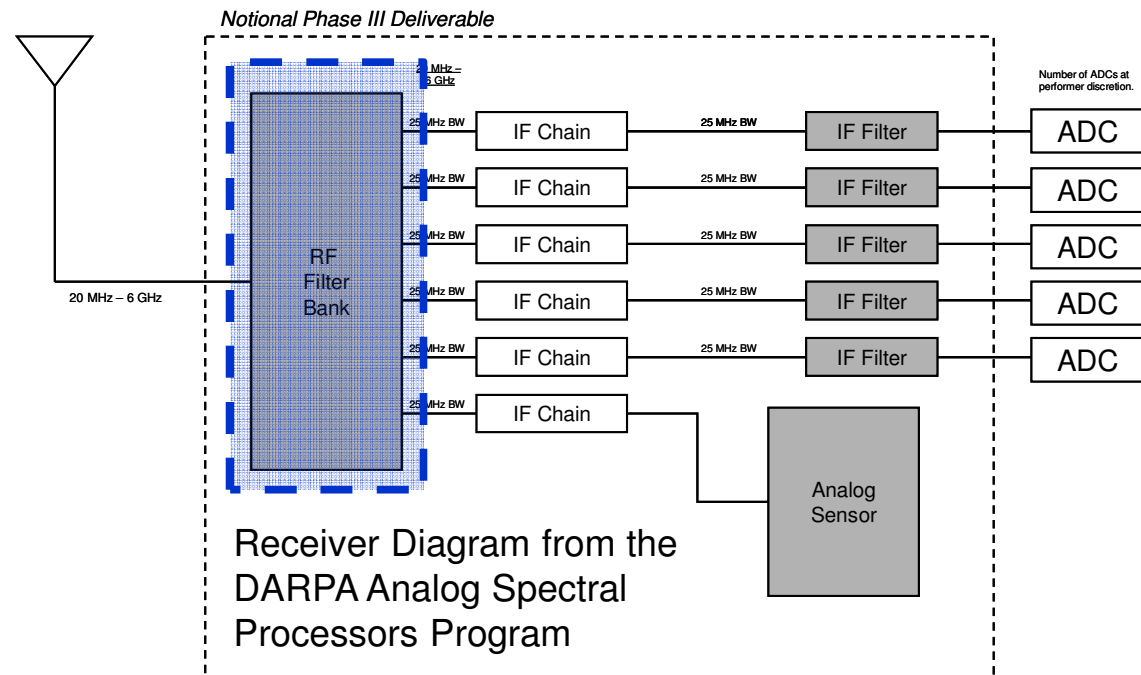 Notional Phase III Deliverable
20 MHz –
6 GHz
Number of ADCs at
performer discretion.
25 MHz BW
IF Chain
25 MHz BW
IF Filter
ADC
25 MHz BW
IF Chain
25 MHz BW
IF Filter
ADC
25 MHz BW
IF Chain
25 MHz BW
IF Filter
ADC
RF
Filter
Bank
20 MHz – 6 GHz
25 MHz BW
IF Chain
25 MHz BW
IF Filter
ADC
25 MHz BW
IF Chain
25 MHz BW
IF Filter
ADC
25 MHz BW
IF Chain
Analog
Sensor
Receiver Diagram from the
DARPA Analog Spectral
Processors Program